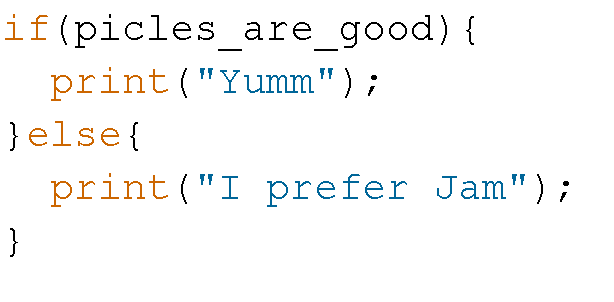 if(picles_are_good){
  print("Yumm");
}else{
  print("I prefer Jam");
}